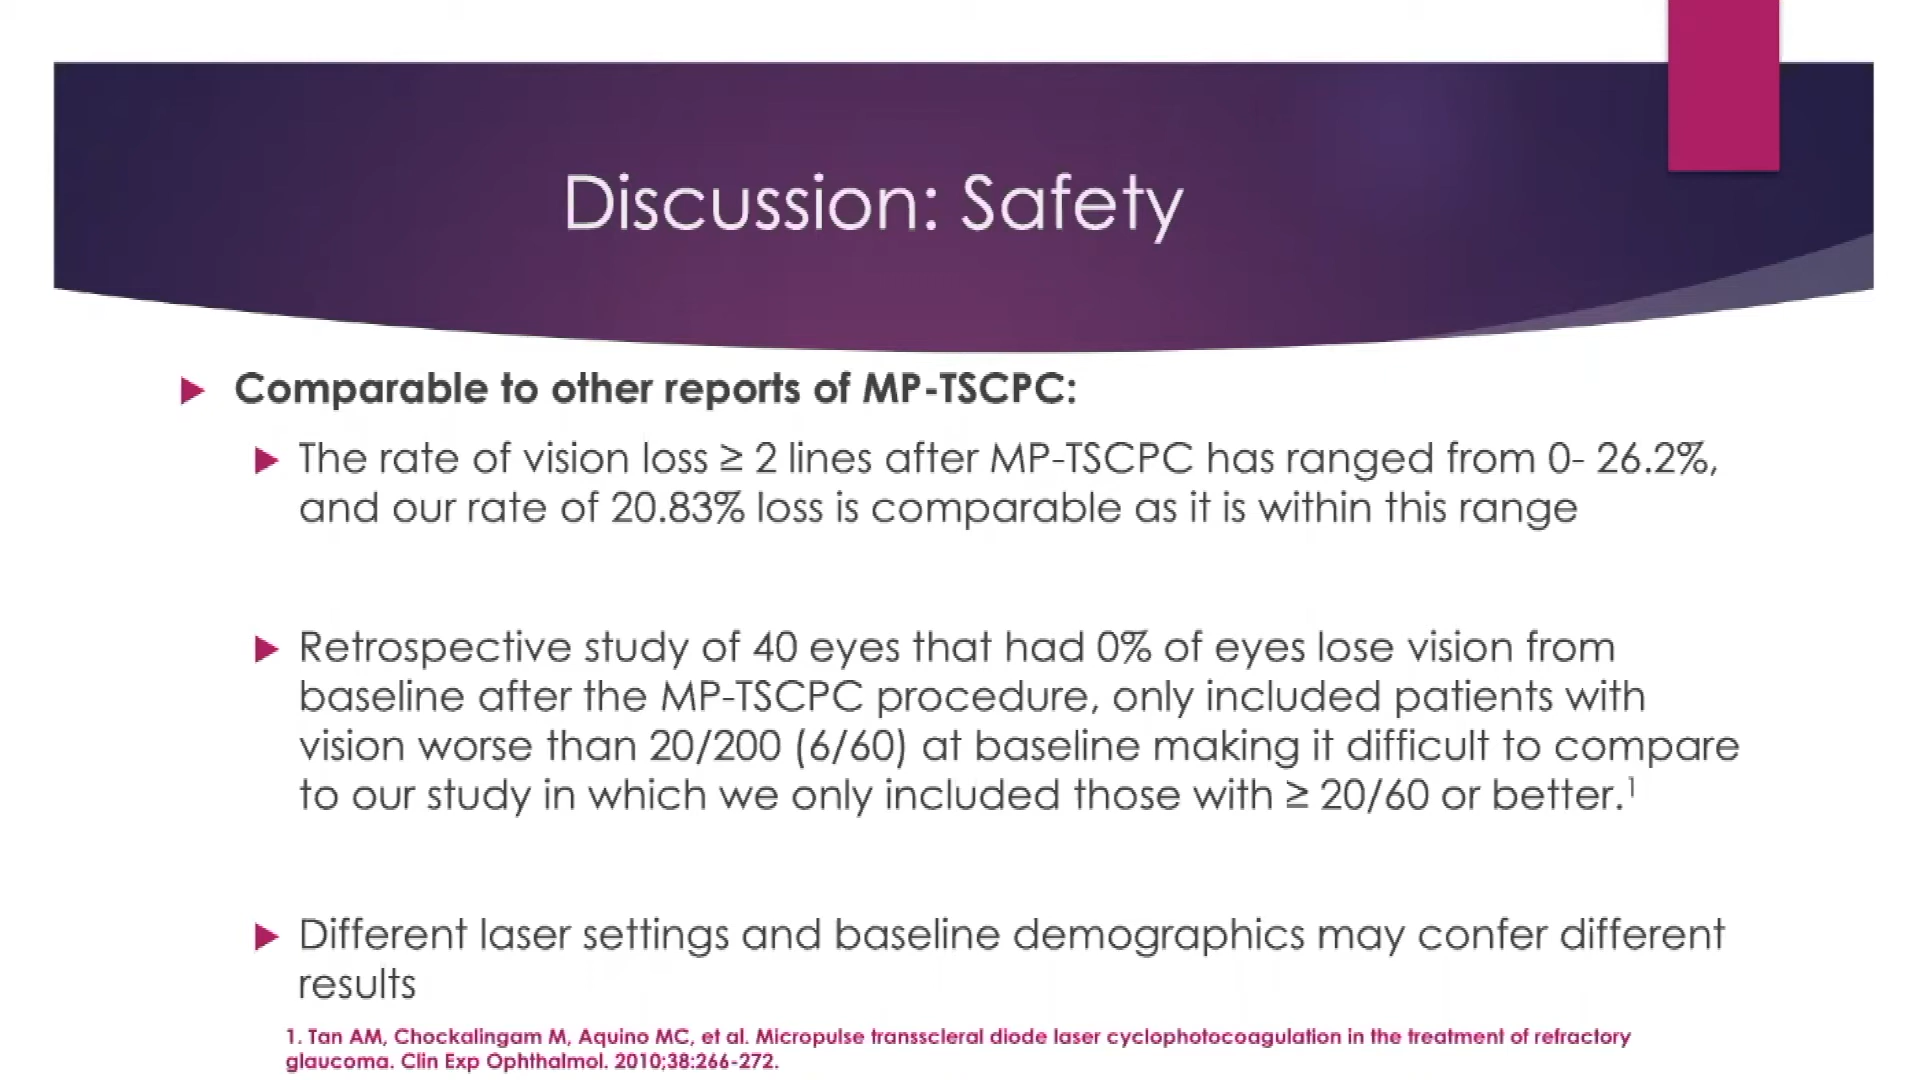 Discussion: Safety
Comparable to other reports of MP-TSCPC:
The rate of vision loss ≥ 2 lines after MP-TSCPC has ranged from 0- 26.2%,
and our rate of 20.83% loss is comparable as it is within this range
Retrospective study of 40 eyes that had 0% of eyes lose vision from
baseline after the MP-TSCPC procedure, only included patients with
vision worse than 20/200 (6/60) at baseline making it difficult to compare
to our study in which we only included those with ≥ 20/60 or better.¹
Different laser settings and baseline demographics may confer different
results
1. Tan AM, Chockalingam M, Aquino MC, et al. Micropulse transscleral diode laser cyclophotocoagulation in the treatment of refractory
glaucoma. Clin Exp Ophthalmol. 2010;38:266-272.